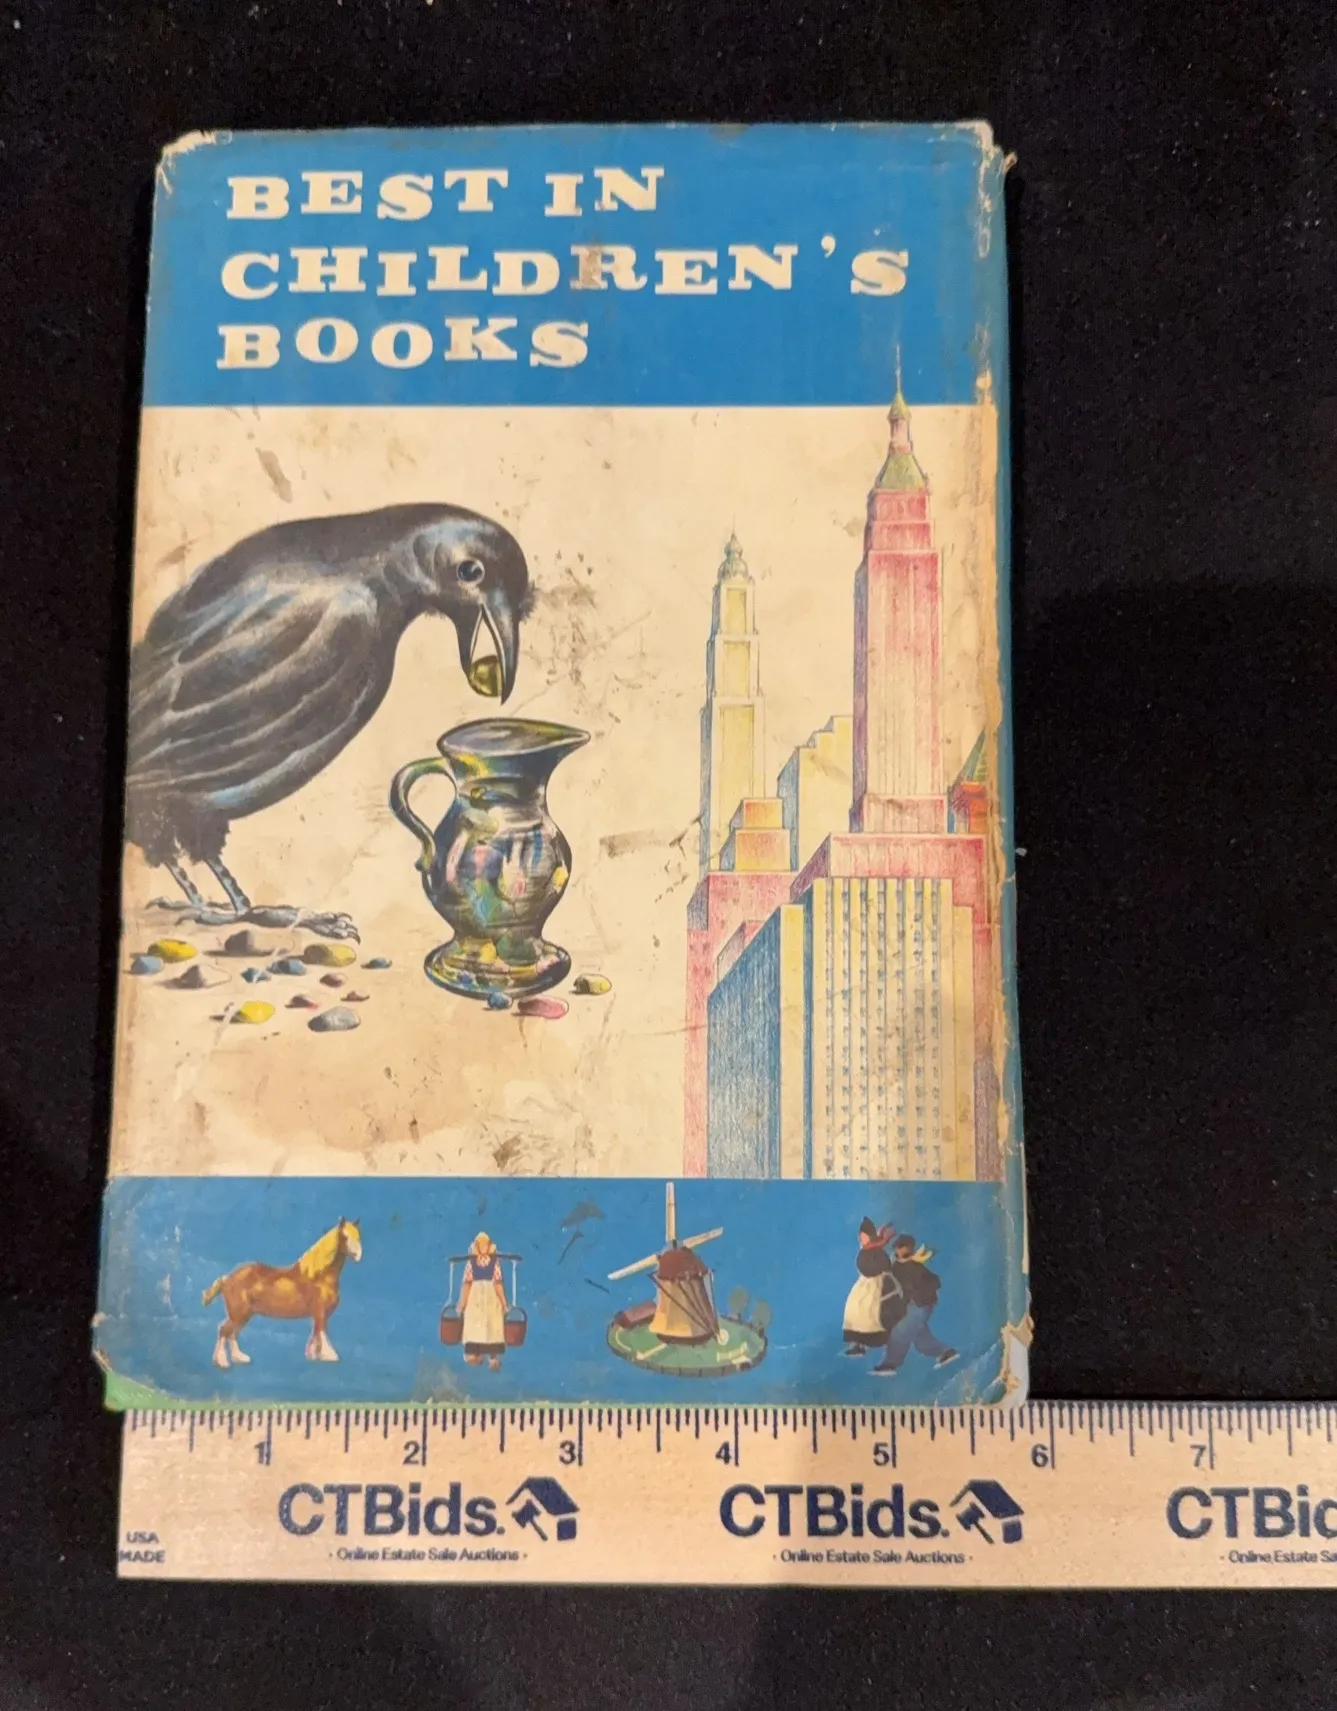 BEST IN
CHILDREN'S
BOOKS
1 2 3 4 5 6 7
CTBids. CTBids.
· Online Estate Sale Auctions · · Online Estate Sale Auctions ·
USA
MADE